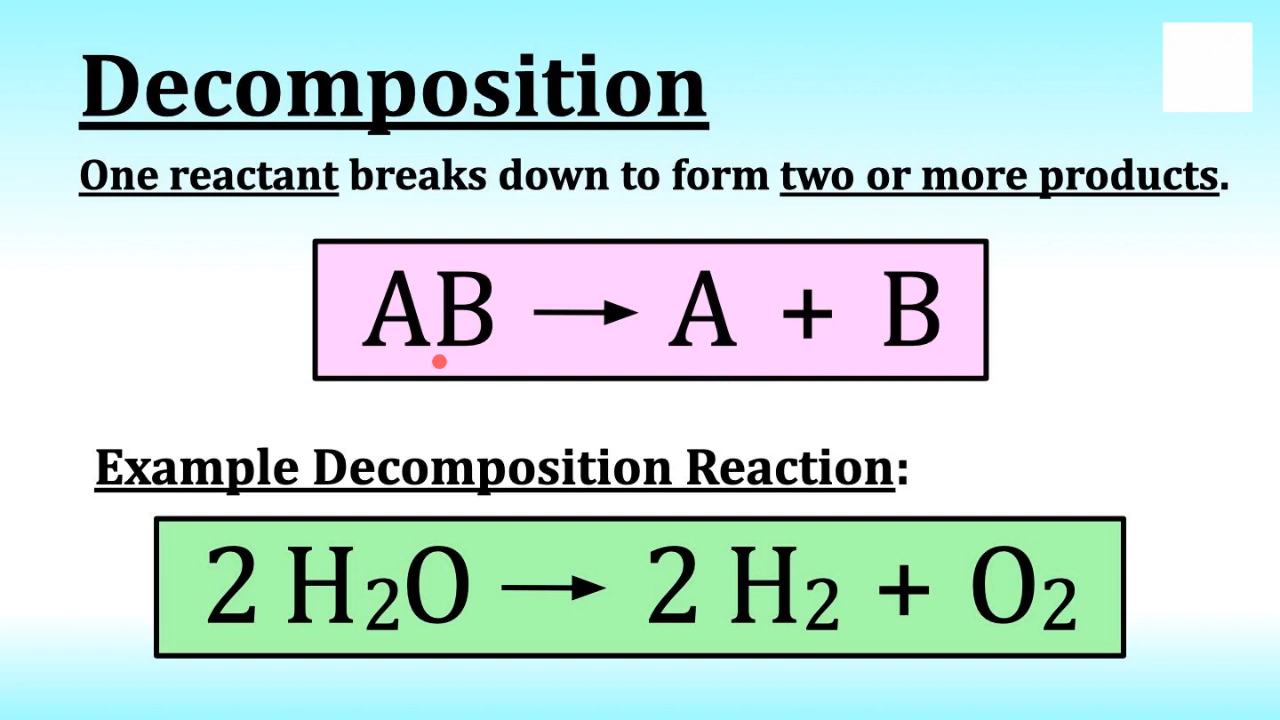 Decomposition
One reactant breaks down to form two or more products.
AB → A + B
Example Decomposition Reaction:
2 H₂O → 2 H₂ + O₂